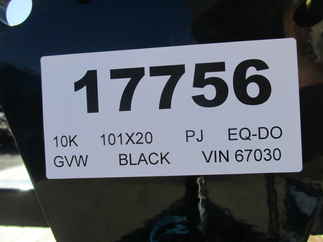 17756
10K 101X20 PJ EQ-DO
GVW BLACK VIN 67030